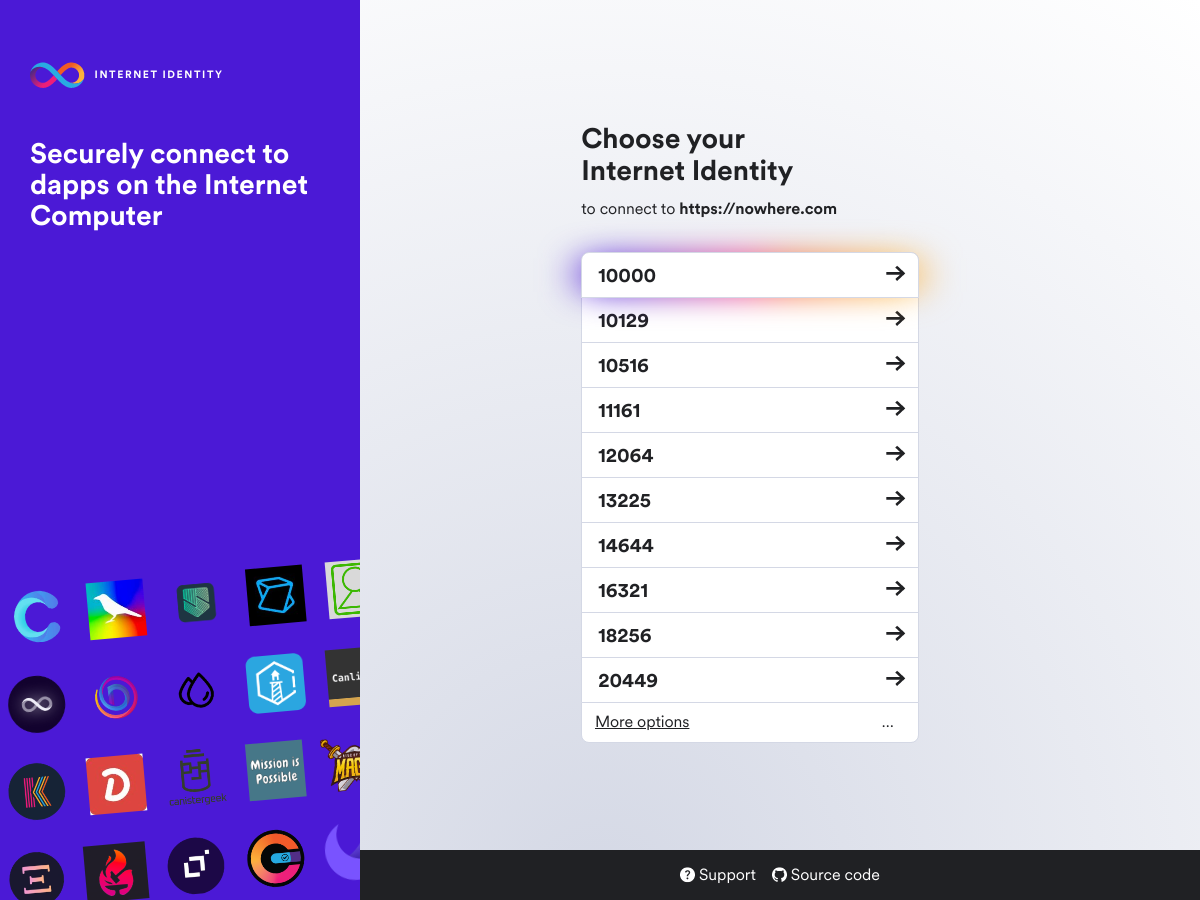 INTERNET IDENTITY
Securely connect to
dapps on the Internet
Computer
Choose your
Internet Identity
to connect to https://nowhere.com
10000
10129
10516
11161
12064
13225
14644
16321
18256
20449
More options
...
Canli
Mission is
Possible
MAG
Support
Source code